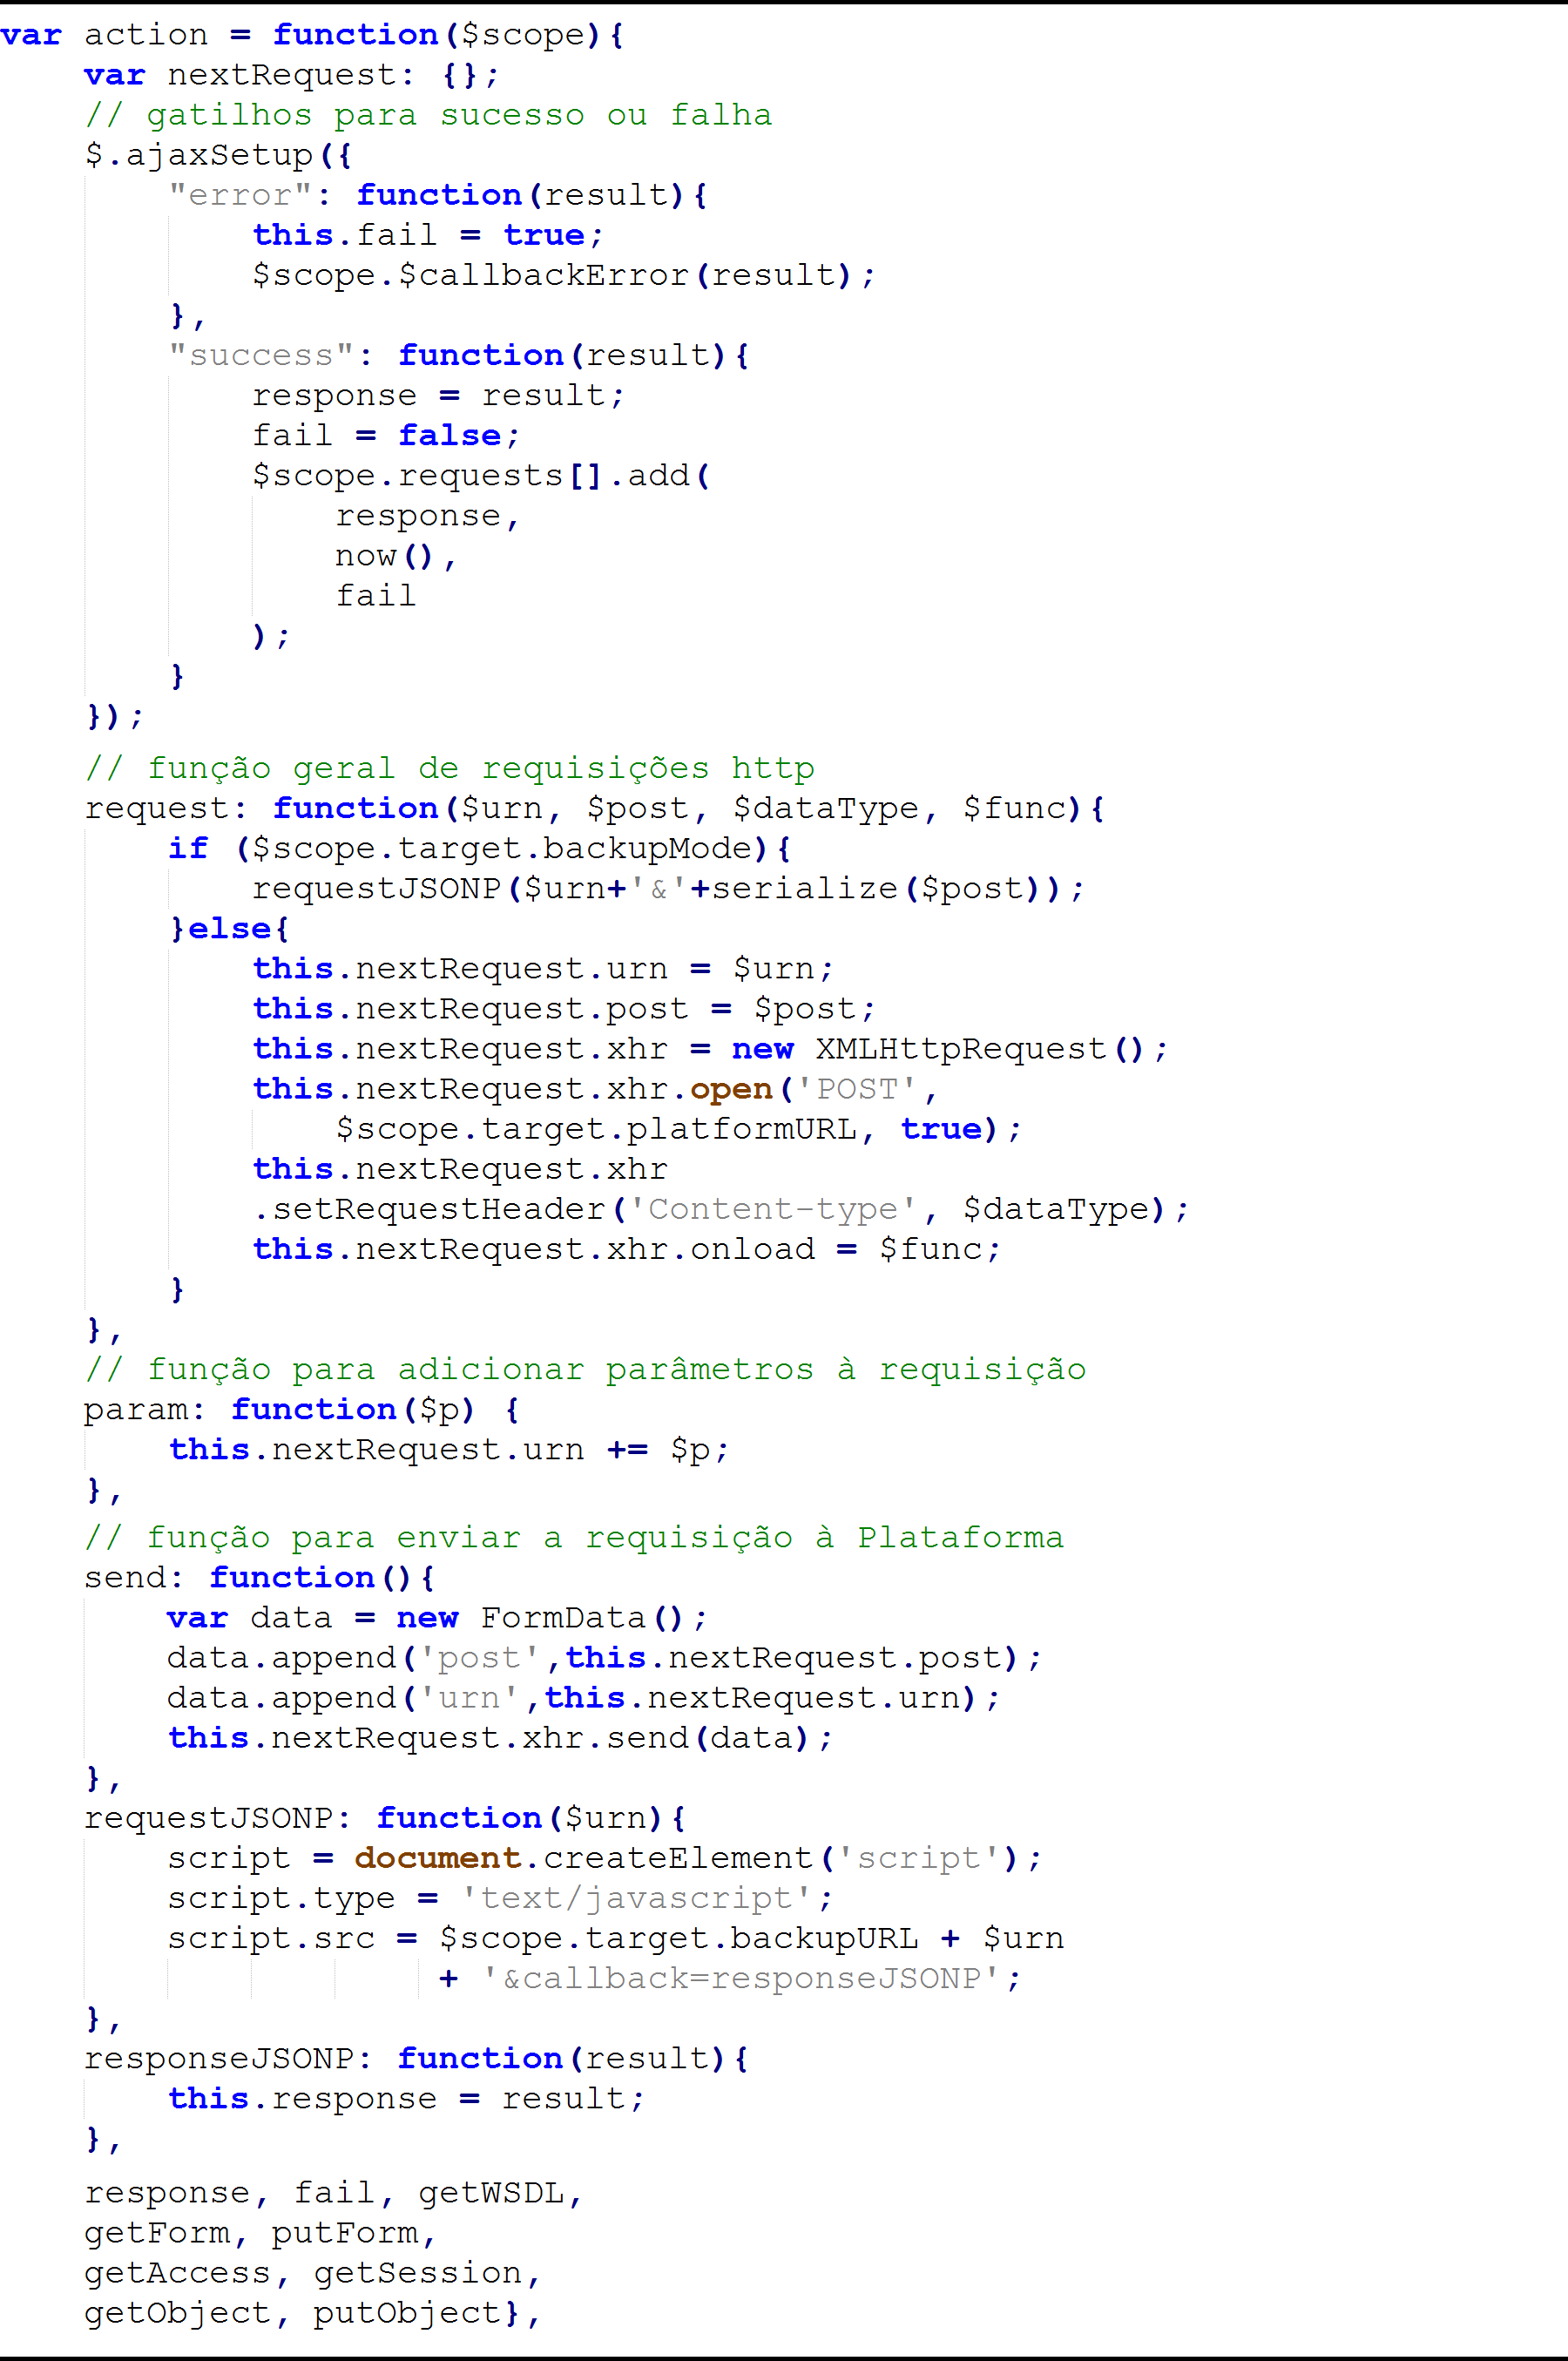 var action = function($scope){
    var nextRequest: {};
    // gatilhos para sucesso ou falha
    $.ajaxSetup({
        "error": function(result){
            this.fail = true;
            $scope.$callbackError(result);
        },
        "success": function(result){
            response = result;
            fail = false;
            $scope.requests[].add(
                response,
                now(),
                fail
            );
        }
    });
    // função geral de requisições http
    request: function($urn, $post, $dataType, $func){
        if ($scope.target.backupMode){
            requestJSONP($urn+'&'+serialize($post));
        }else{
            this.nextRequest.urn = $urn;
            this.nextRequest.post = $post;
            this.nextRequest.xhr = new XMLHttpRequest();
            this.nextRequest.xhr.open('POST',
                $scope.target.platformURL, true);
            this.nextRequest.xhr
            .setRequestHeader('Content-type', $dataType);
            this.nextRequest.xhr.onload = $func;
        }
    },
    // função para adicionar parâmetros à requisição
    param: function($p) {
        this.nextRequest.urn += $p;
    },
    // função para enviar a requisição à Plataforma
    send: function(){
        var data = new FormData();
        data.append('post',this.nextRequest.post);
        data.append('urn',this.nextRequest.urn);
        this.nextRequest.xhr.send(data);
    },
    requestJSONP: function($urn){
        script = document.createElement('script');
        script.type = 'text/javascript';
        script.src = $scope.target.backupURL + $urn
                     + '&callback=responseJSONP';
    },
    responseJSONP: function(result){
        this.response = result;
    },
    response, fail, getWSDL,
    getForm, putForm,
    getAccess, getSession,
    getObject, putObject},